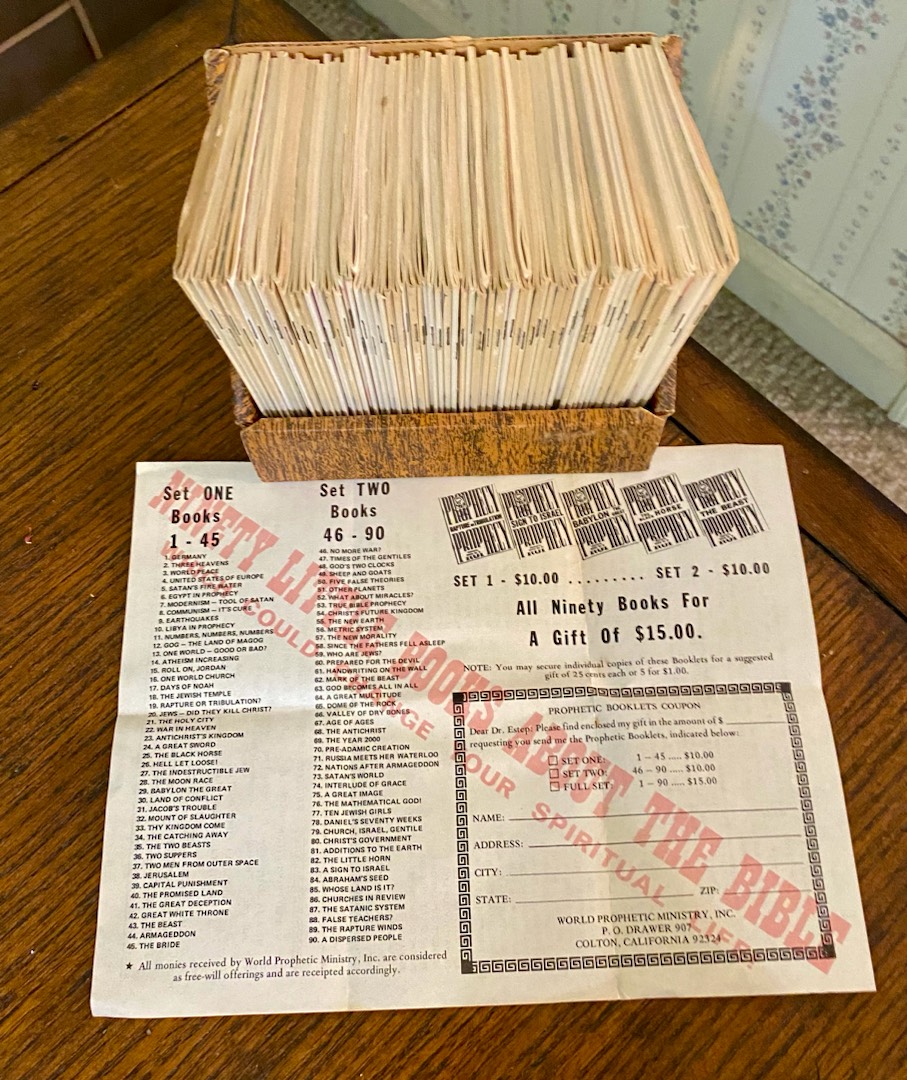 NINETY LITTLE BOOKS ABOUT THE BIBLE
COULD CHANGE YOUR SPIRITUAL LIFE!
Set ONE
Books
1 - 45
1. GERMANY
2. THREE HEAVENS
3. WORLD PEACE
4. UNITED STATES OF EUROPE
5. SATAN'S FIRE WATER
6. EGYPT IN PROPHECY
7. MODERNISM — TOOL OF SATAN
8. COMMUNISM — IT'S CURE
9. EARTHQUAKES
10. LIBYA IN PROPHECY
11. NUMBERS, NUMBERS, NUMBERS
12. GOG — THE LAND OF MAGOG
13. ONE WORLD — GOOD OR BAD?
14. ATHEISM INCREASING
15. ROLL ON, JORDAN
16. ONE WORLD CHURCH
17. DAYS OF NOAH
18. THE JEWISH TEMPLE
19. RAPTURE OR TRIBULATION?
20. JEWS — DID THEY KILL CHRIST?
21. THE HOLY CITY
22. WAR IN HEAVEN
23. ANTICHRIST'S KINGDOM
24. A GREAT SWORD
25. THE BLACK HORSE
26. HELL LET LOOSE!
27. THE INDESTRUCTIBLE JEW
28. THE MOON RACE
29. BABYLON THE GREAT
30. LAND OF CONFLICT
31. JACOB'S TROUBLE
32. MOUNT OF SLAUGHTER
33. THY KINGDOM COME
34. THE CATCHING AWAY
35. THE TWO BEASTS
36. TWO SUPPERS
37. TWO MEN FROM OUTER SPACE
38. JERUSALEM
39. CAPITAL PUNISHMENT
40. THE PROMISED LAND
41. THE GREAT DECEPTION
42. GREAT WHITE THRONE
43. THE BEAST
44. ARMAGEDDON
45. THE BRIDE
Set TWO
Books
46 - 90
46. NO MORE WAR?
47. TIMES OF THE GENTILES
48. GOD'S TWO CLOCKS
49. SHEEP AND GOATS
50. FIVE FALSE THEORIES
51. OTHER PLANETS
52. WHAT ABOUT MIRACLES?
53. TRUE BIBLE PROPHECY
54. CHRIST'S FUTURE KINGDOM
55. THE NEW EARTH
56. METRIC SYSTEM
57. THE NEW MORALITY
58. SINCE THE FATHERS FELL ASLEEP
59. WHO ARE JEWS?
60. PREPARED FOR THE DEVIL
61. HANDWRITING ON THE WALL
62. MARK OF THE BEAST
63. GOD BECOMES ALL IN ALL
64. A GREAT MULTITUDE
65. DOME OF THE ROCK
66. VALLEY OF DRY BONES
67. AGE OF AGES
68. THE ANTICHRIST
69. THE YEAR 2000
70. PRE-ADAMIC CREATION
71. RUSSIA MEETS HER WATERLOO
72. NATIONS AFTER ARMAGEDDON
73. SATAN'S WORLD
74. INTERLUDE OF GRACE
75. A GREAT IMAGE
76. THE MATHEMATICAL GOD!
77. TEN JEWISH GIRLS
78. DANIEL'S SEVENTY WEEKS
79. CHURCH, ISRAEL, GENTILE
80. CHRIST'S GOVERNMENT
81. ADDITIONS TO THE EARTH
82. THE LITTLE HORN
83. A SIGN TO ISRAEL
84. ABRAHAM'S SEED
85. WHOSE LAND IS IT?
86. CHURCHES IN REVIEW
87. THE SATANIC SYSTEM
88. FALSE TEACHERS?
89. THE RAPTURE WINDS
90. A DISPERSED PEOPLE
★ All monies received by World Prophetic Ministry, Inc. are considered
as free-will offerings and are receipted accordingly.
RAPTURE OR TRIBULATION
SIGN TO ISRAEL
BABYLON
HORSE
THE BEAST
SET 1 - $10.00 ......... SET 2 - $10.00
All Ninety Books For
A Gift Of $15.00.
NOTE: You may secure individual copies of these Booklets for a suggested
gift of 25 cents each or 5 for $1.00.
PROPHETIC BOOKLETS COUPON
Dear Dr. Estep: Please find enclosed my gift in the amount of $
requesting you send me the Prophetic Booklets, indicated below:
SET ONE: 1 – 45 ..... $10.00
SET TWO: 46 – 90 ..... $10.00
FULL SET: 1 – 90 ..... $15.00
NAME:
ADDRESS:
CITY:
STATE: ZIP:
WORLD PROPHETIC MINISTRY, INC.
P. O. DRAWER 907
COLTON, CALIFORNIA 92324